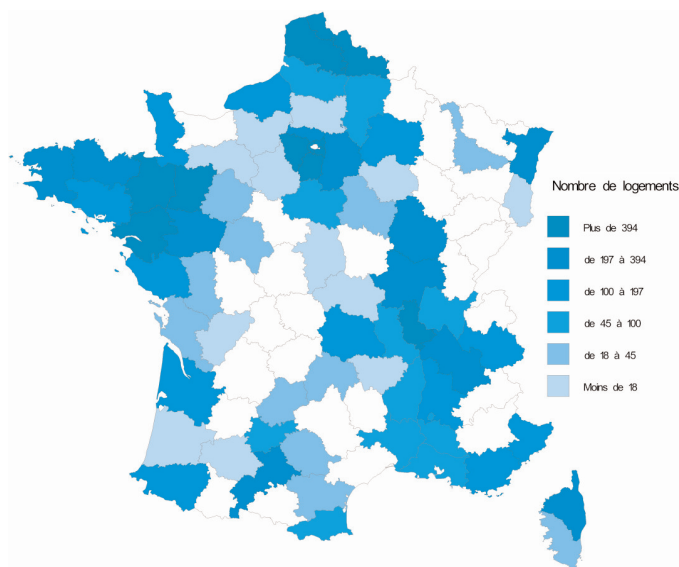 Nombre de logements
Plus de 394
de 197 à 394
de 100 à 197
de 45 à 100
de 18 à 45
Moins de 18